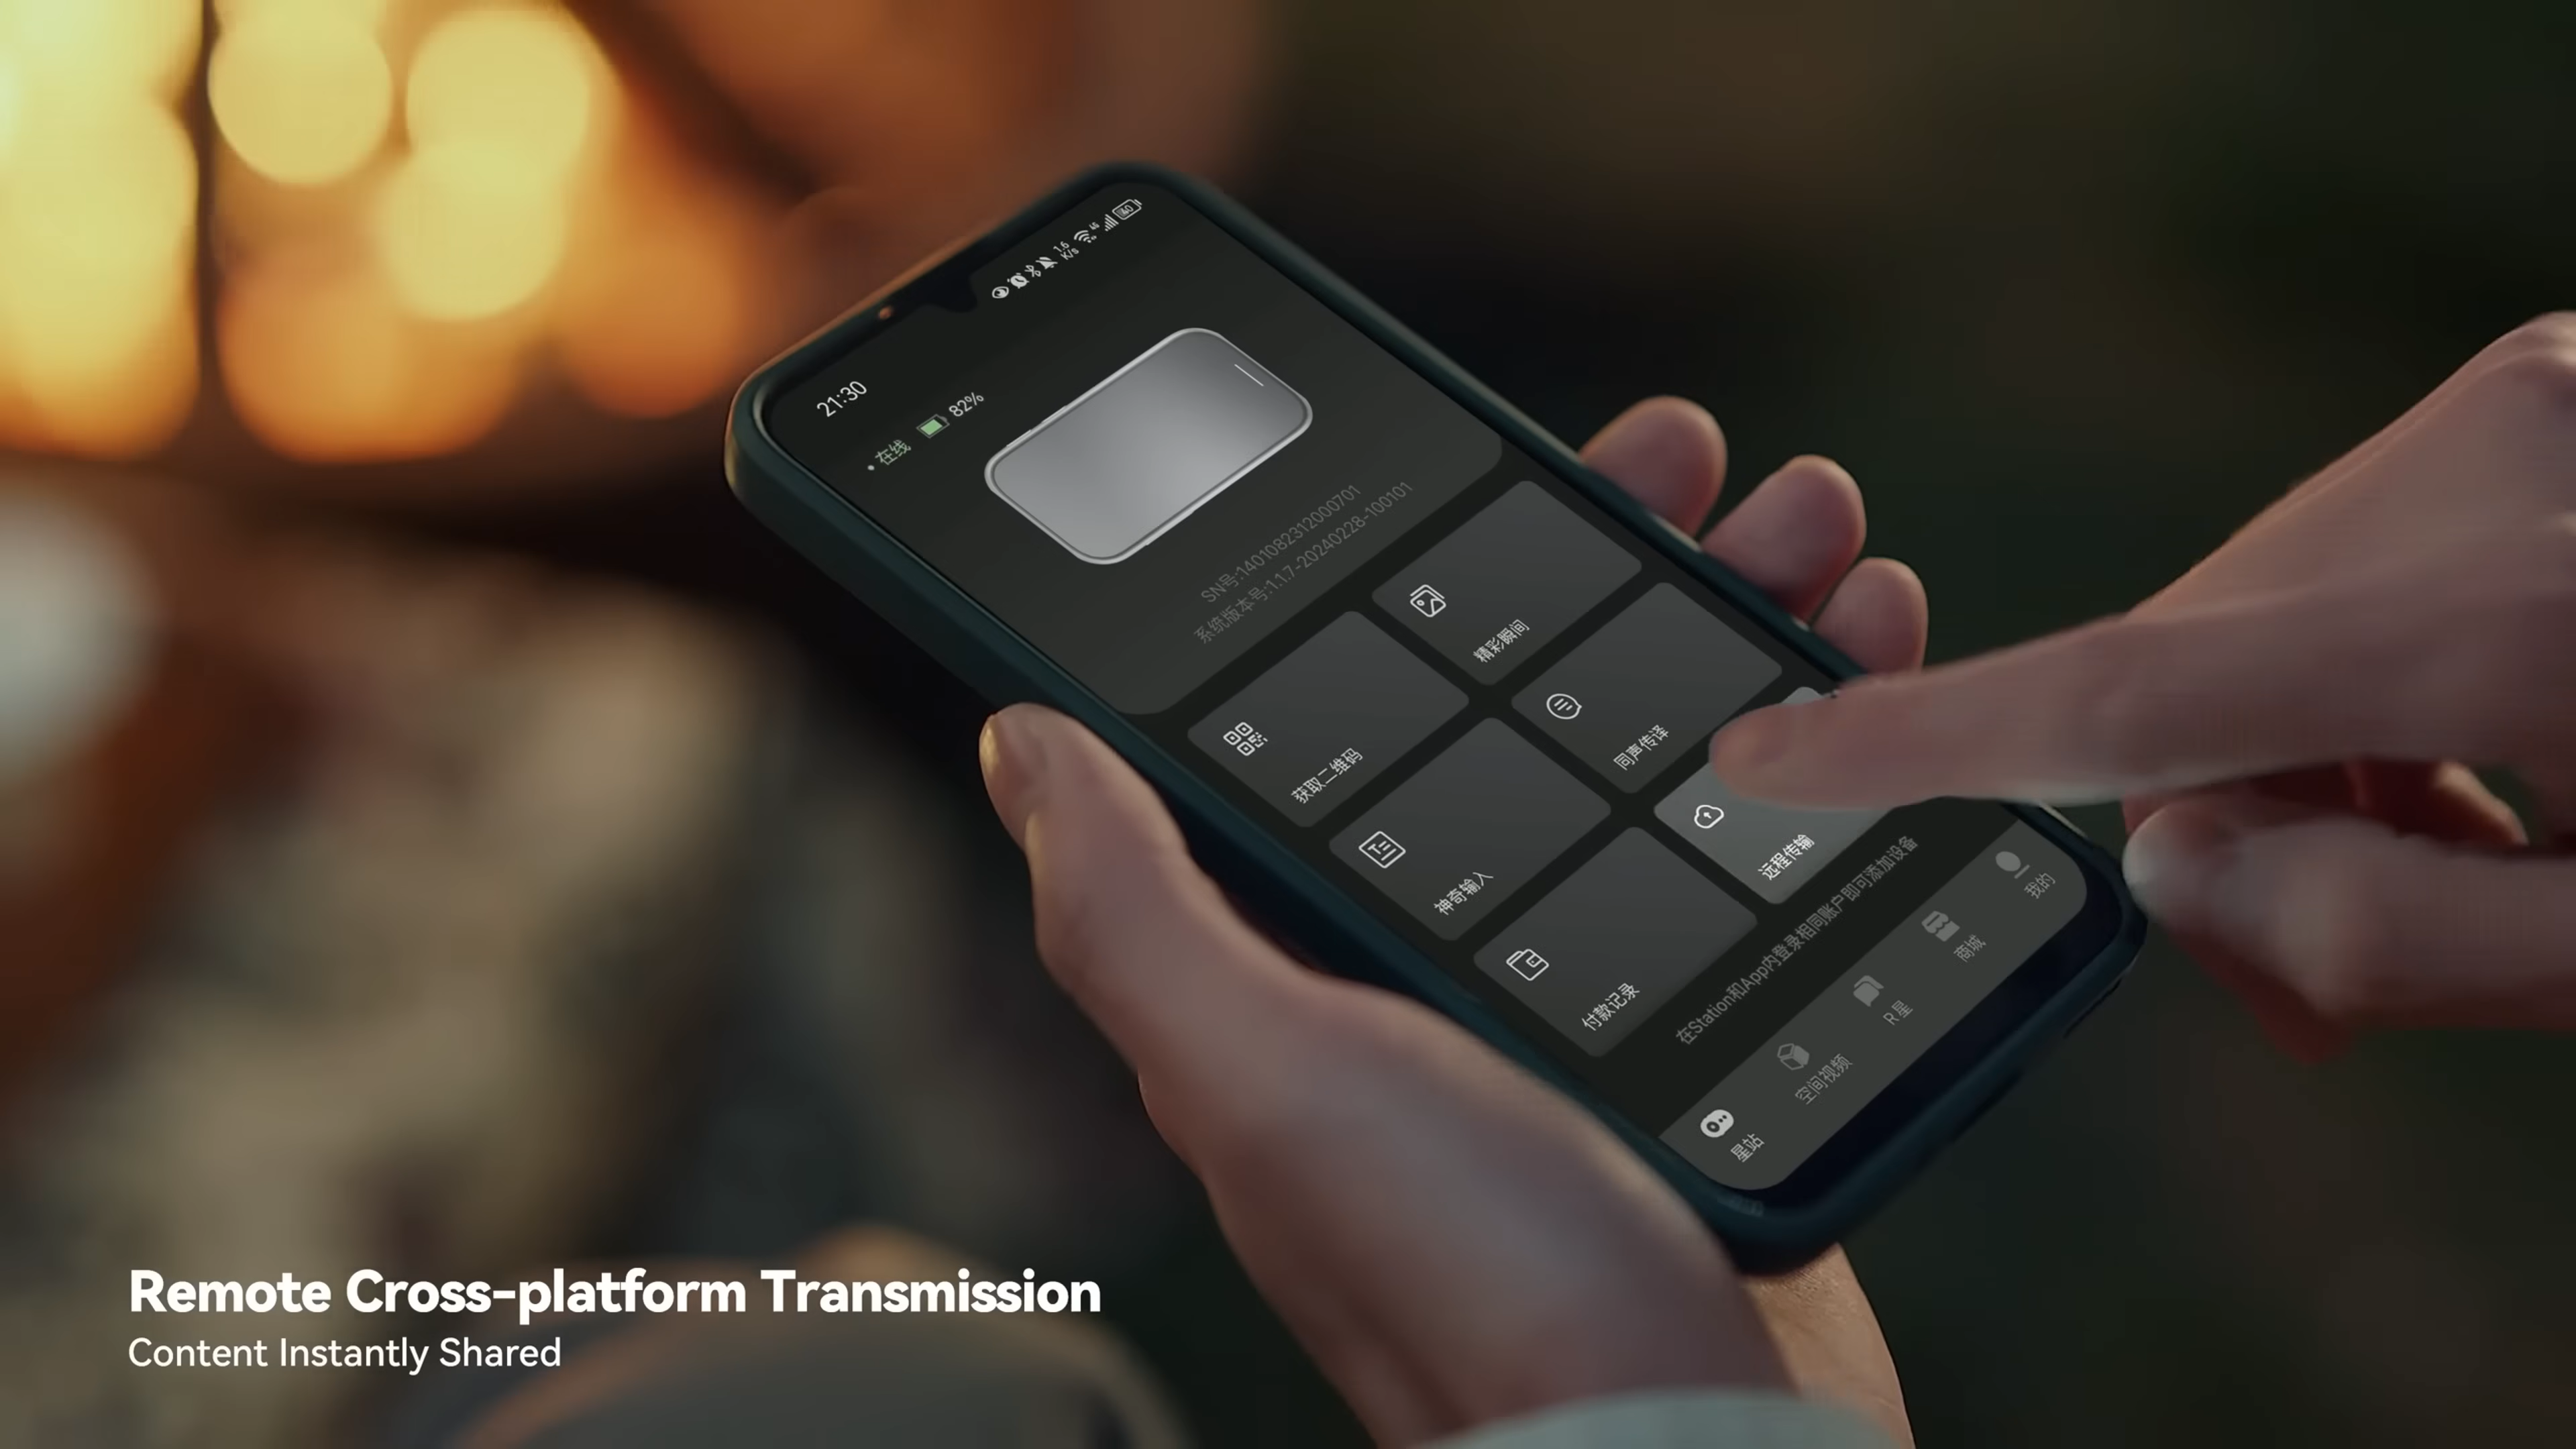 21:30
1.6
K/s
4G
60
在线
82%
SN号:1401082312000701
系统版本号:1.1.7-20240228-100101
获取二维码
精彩瞬间
神奇输入
同声传译
付款记录
远程传输
在Station和App内登录相同账户即可添加设备
星站
空间视频
R星
商城
我的
Remote Cross-platform Transmission
Content Instantly Shared